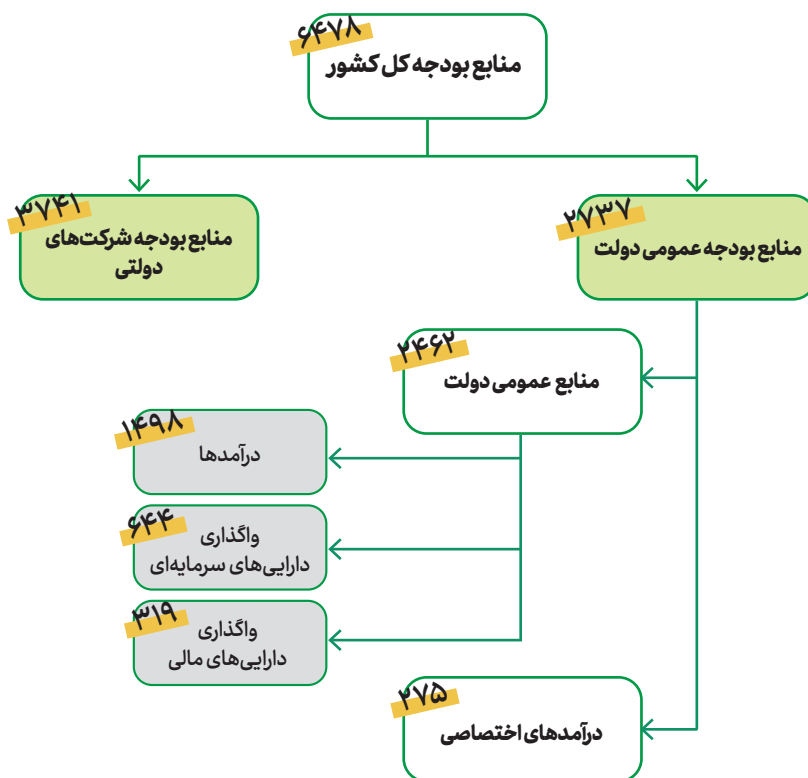 ۶۴۷۸
منابع بودجه کل کشور
۲۷۳۷
منابع بودجه عمومی دولت
۳۷۴۱
منابع بودجه شرکت‌های
دولتی
۲۴۶۲
منابع عمومی دولت
۱۴۹۸
درآمدها
۶۴۴
واگذاری
دارایی‌های سرمایه‌ای
۳۱۹
واگذاری
دارایی‌های مالی
۲۷۵
درآمدهای اختصاصی